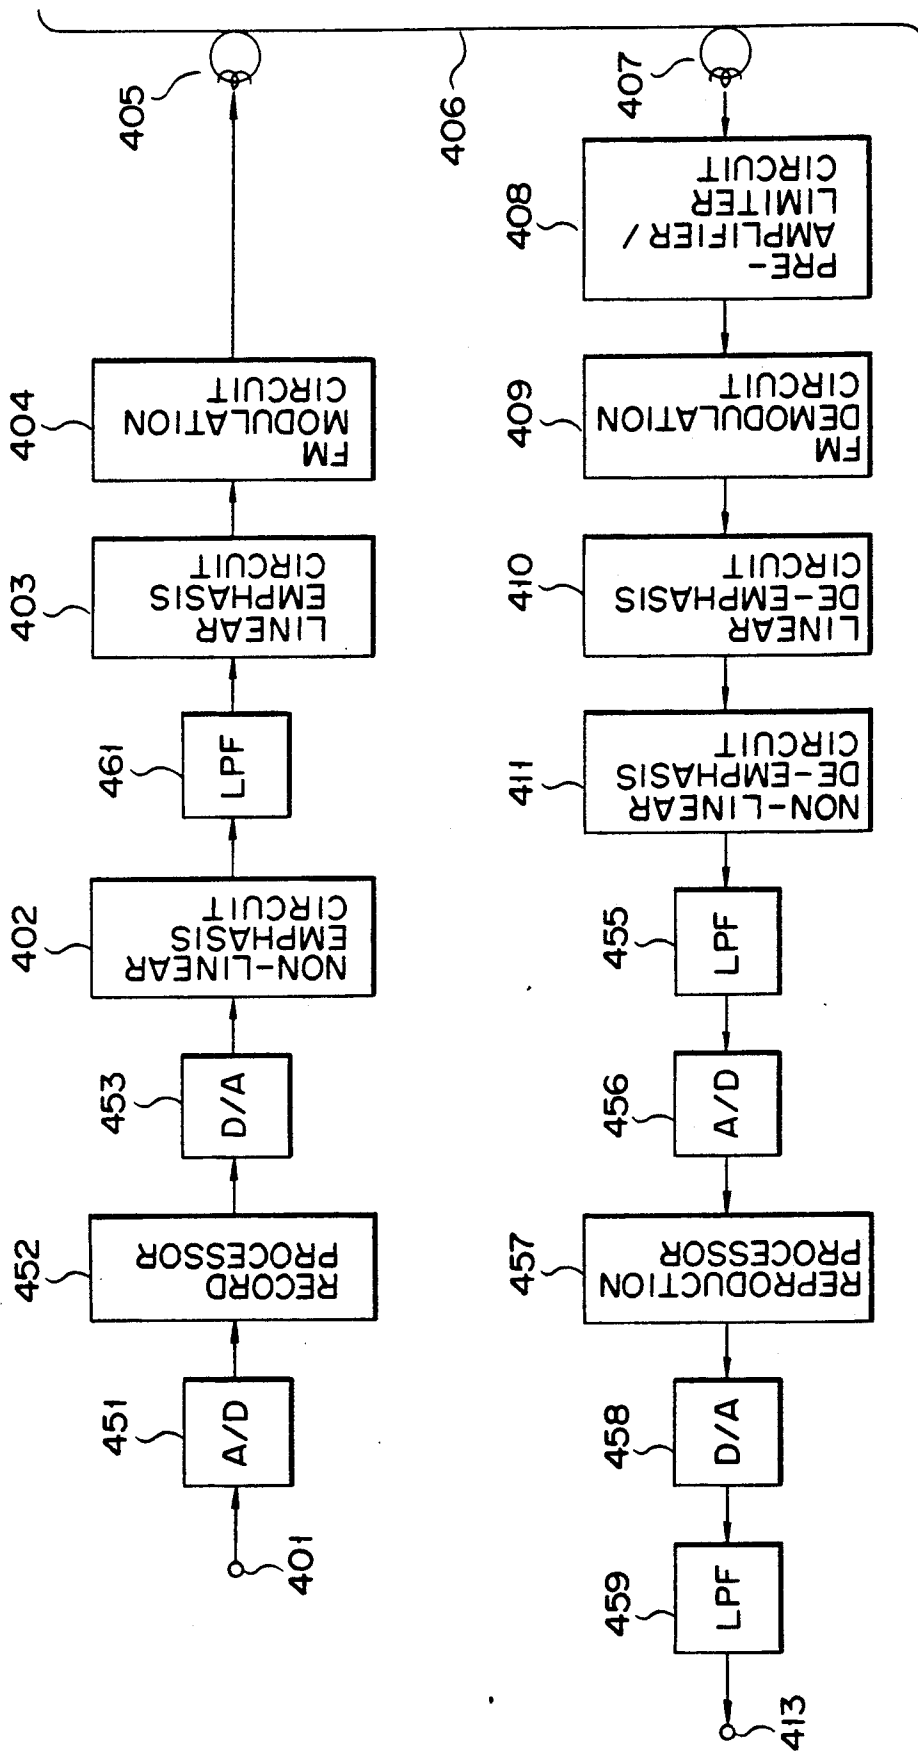 401
451
A/D
452
RECORD
PROCESSOR
453
D/A
402
NON-LINEAR
EMPHASIS
CIRCUIT
461
LPF
403
LINEAR
EMPHASIS
CIRCUIT
404
FM
MODULATION
CIRCUIT
405
406
407
408
PRE-
AMPLIFIER/
LIMITER
CIRCUIT
409
FM
DEMODULATION
CIRCUIT
410
LINEAR
DE-EMPHASIS
CIRCUIT
411
NON-LINEAR
DE-EMPHASIS
CIRCUIT
455
LPF
456
A/D
457
REPRODUCTION
PROCESSOR
458
D/A
459
LPF
413